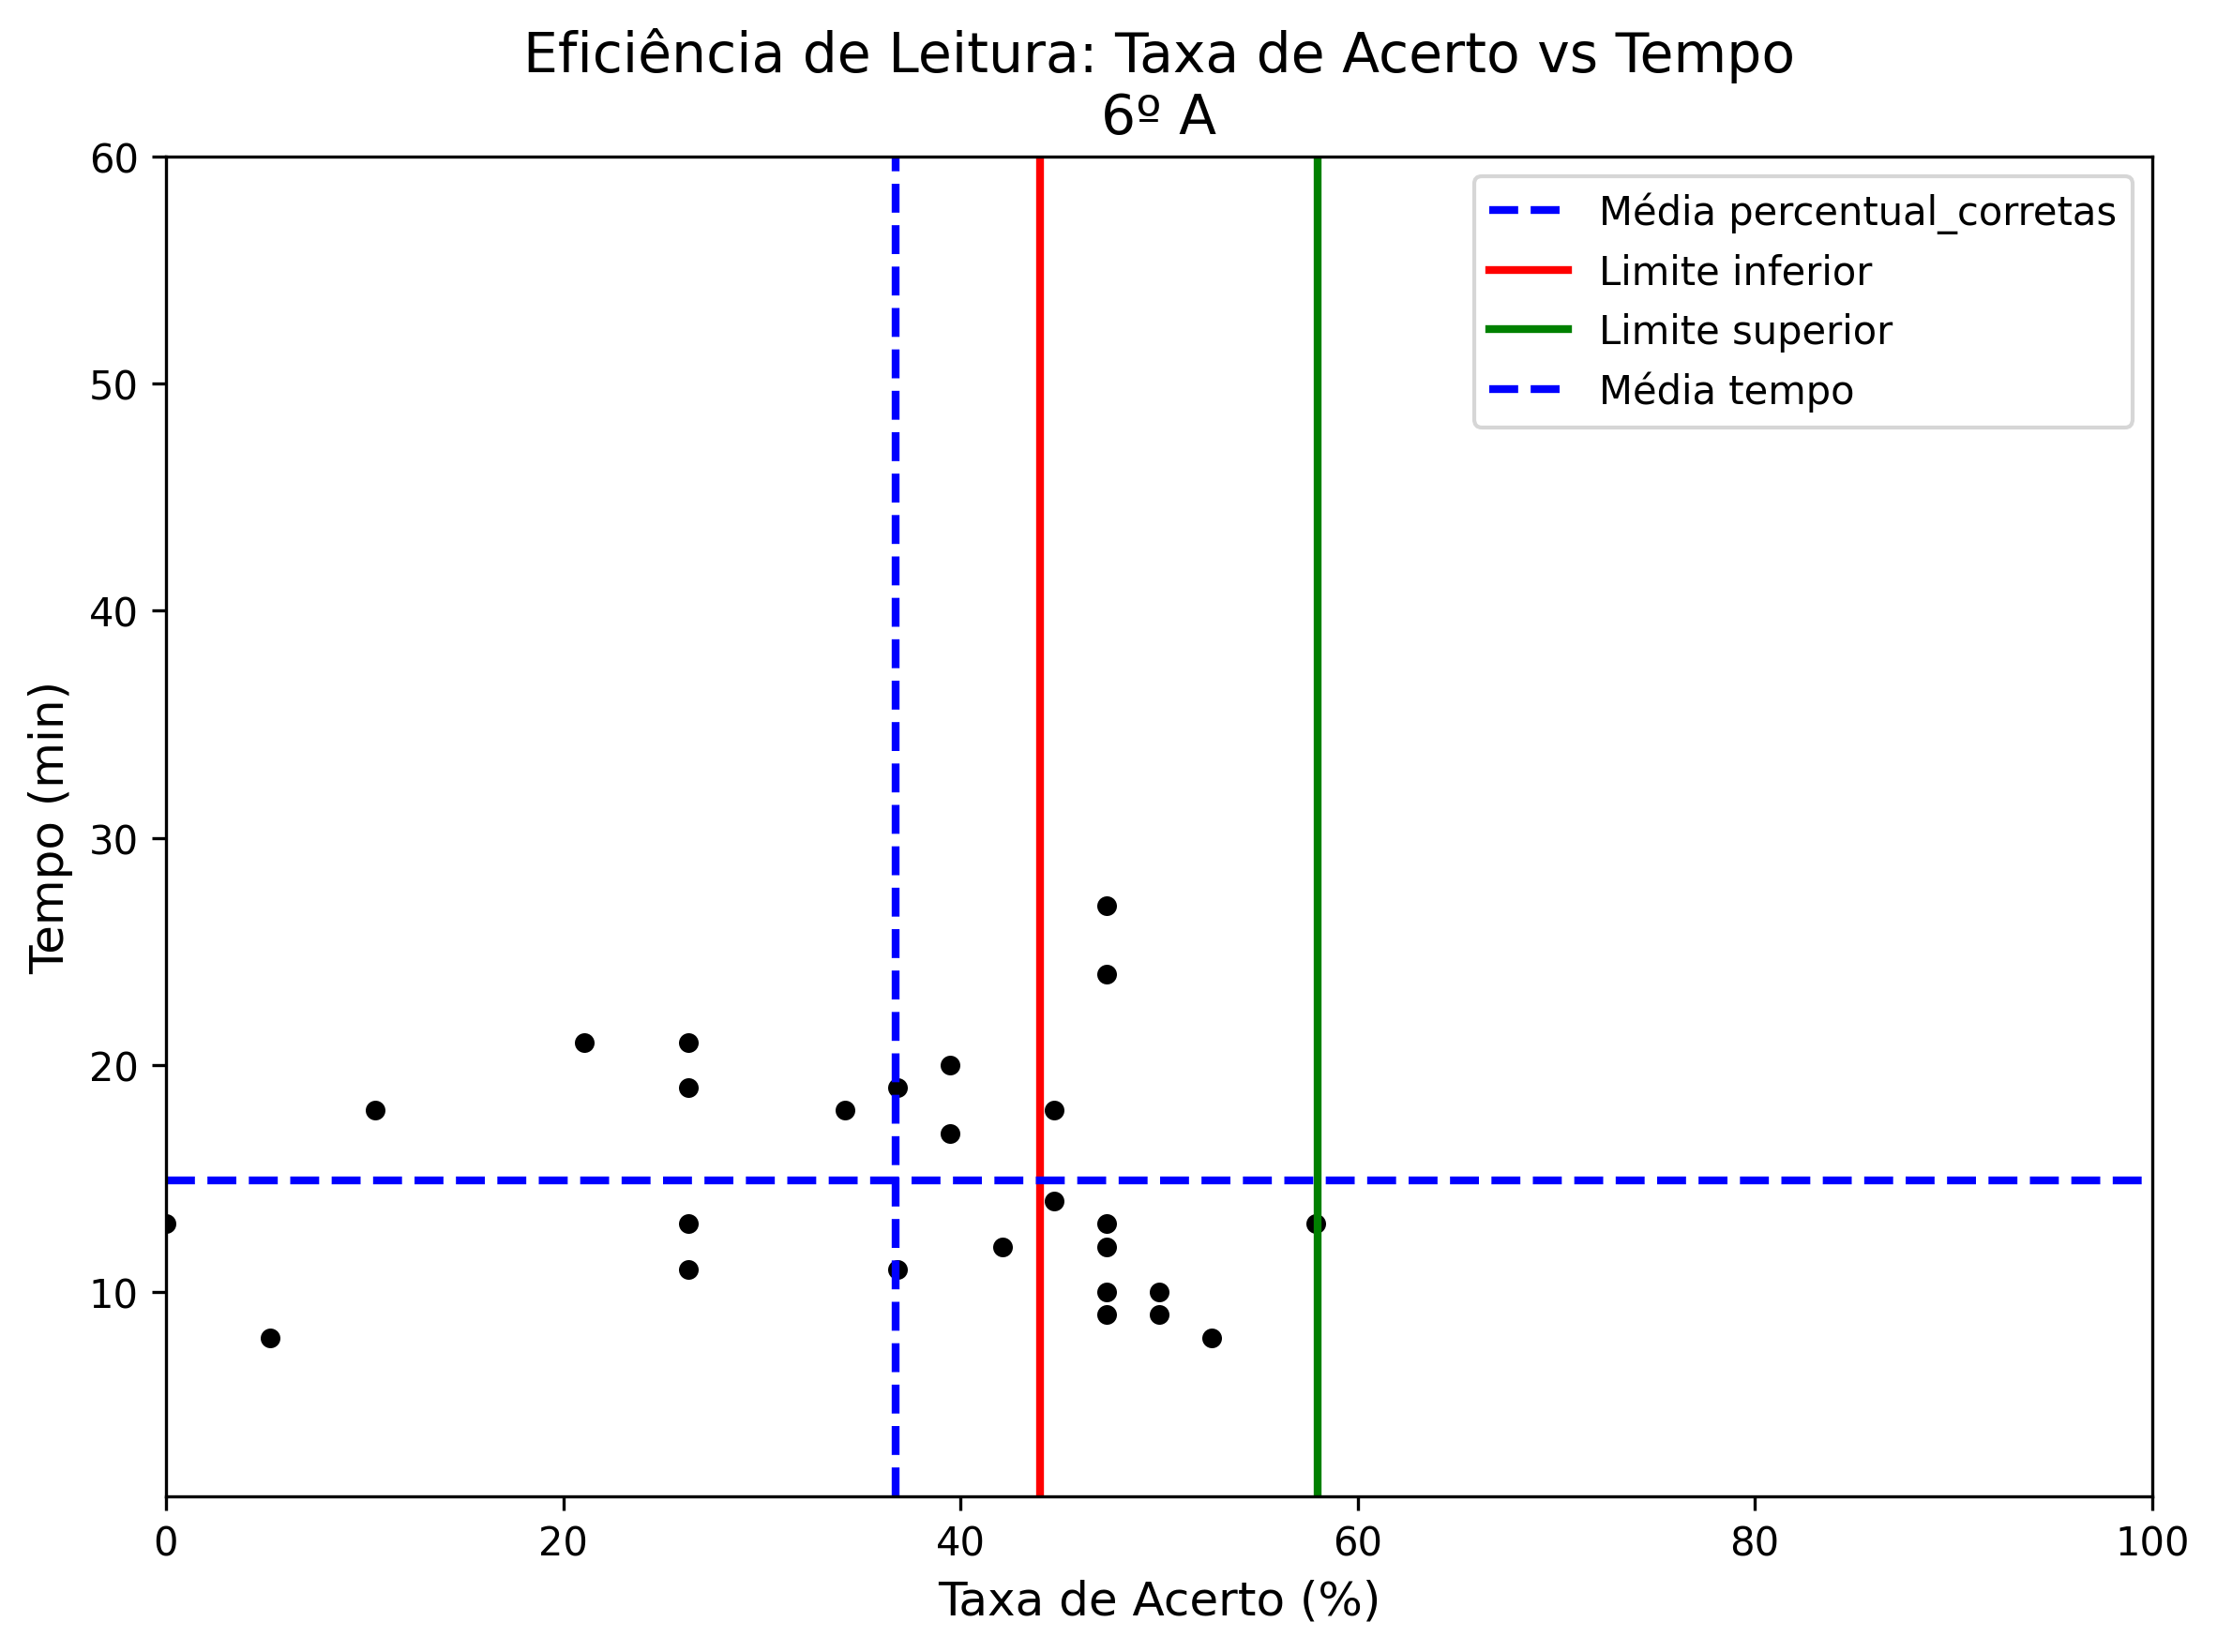 Eficiência de Leitura: Taxa de Acerto vs Tempo
6º A
Média percentual_corretas
Limite inferior
Limite superior
Média tempo
Tempo (min)
60
50
40
30
20
10
0 20 40 60 80 100
Taxa de Acerto (%)